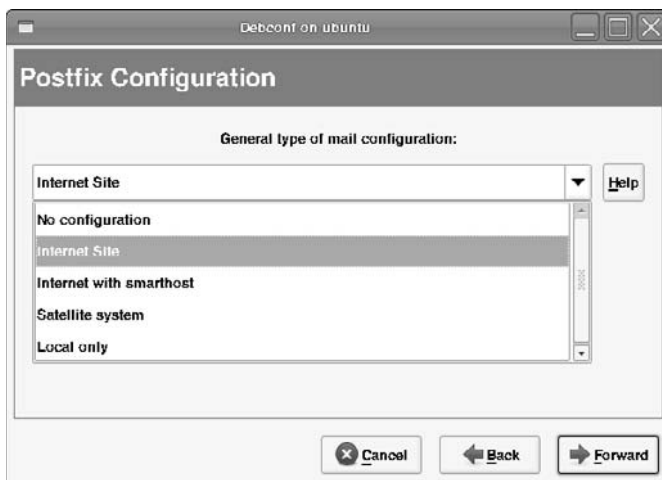 Debconf on ubuntu
Postfix Configuration
General type of mail configuration:
Internet Site
Help
No configuration
Internet Site
Internet with smarthost
Satellite system
Local only
Cancel
Back
Forward